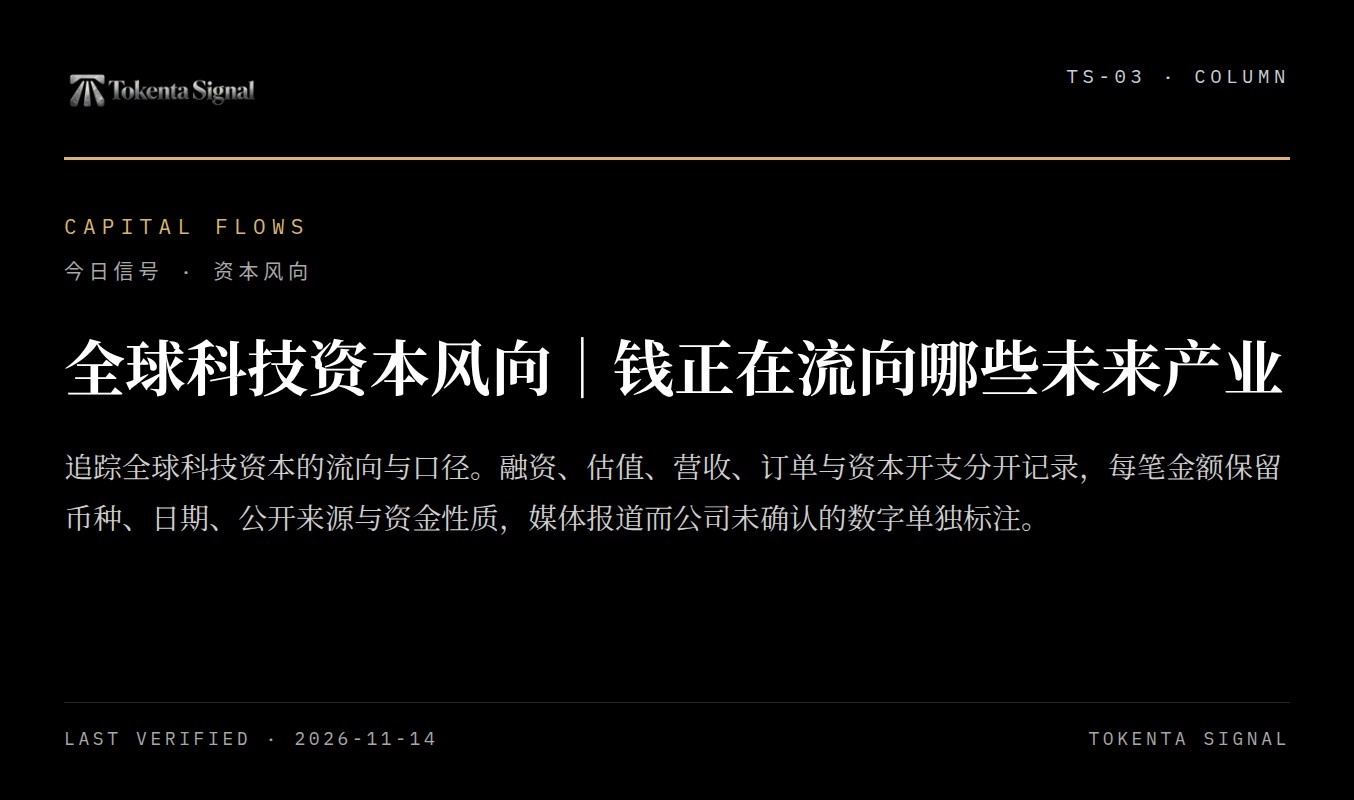 Tokenta Signal
TS-03 · COLUMN
CAPITAL FLOWS
今日信号 · 资本风向
全球科技资本风向｜钱正在流向哪些未来产业
追踪全球科技资本的流向与口径。融资、估值、营收、订单与资本开支分开记录，每笔金额保留
币种、日期、公开来源与资金性质，媒体报道而公司未确认的数字单独标注。
LAST VERIFIED · 2026-11-14
TOKENTA SIGNAL